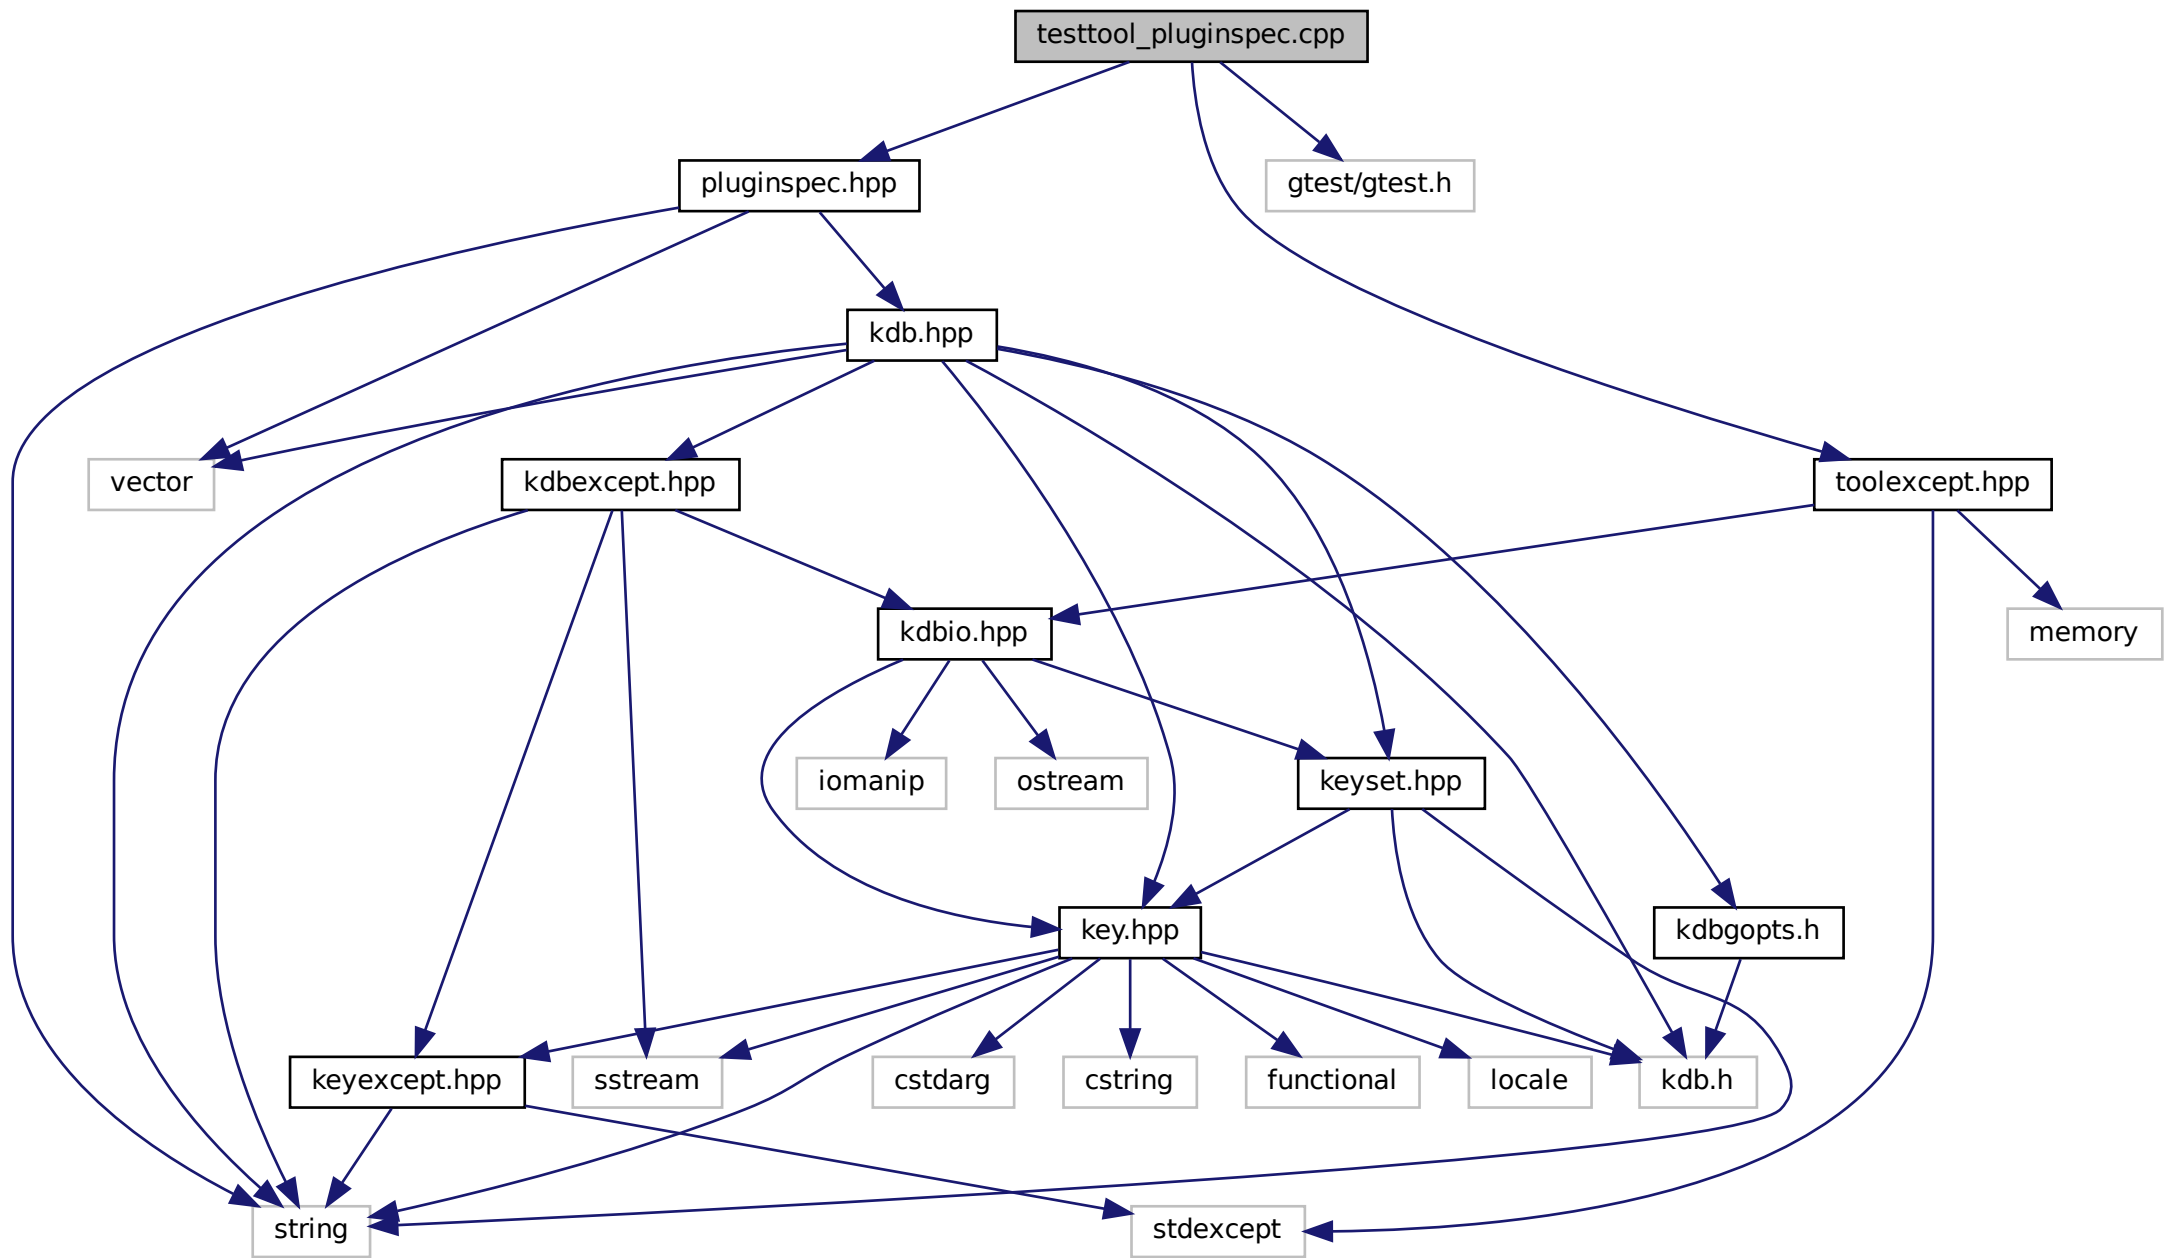 testtool_pluginspec.cpp
pluginspec.hpp
gtest/gtest.h
kdb.hpp
vector
kdbexcept.hpp
toolexcept.hpp
kdbio.hpp
memory
iomanip
ostream
keyset.hpp
key.hpp
kdbgopts.h
keyexcept.hpp
sstream
cstdarg
cstring
functional
locale
kdb.h
string
stdexcept